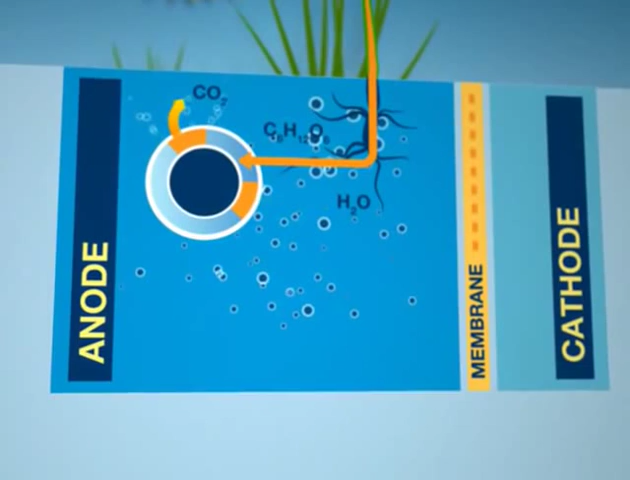 CO₂
C₆H₁₂O₆
H₂O
ANODE
MEMBRANE
CATHODE